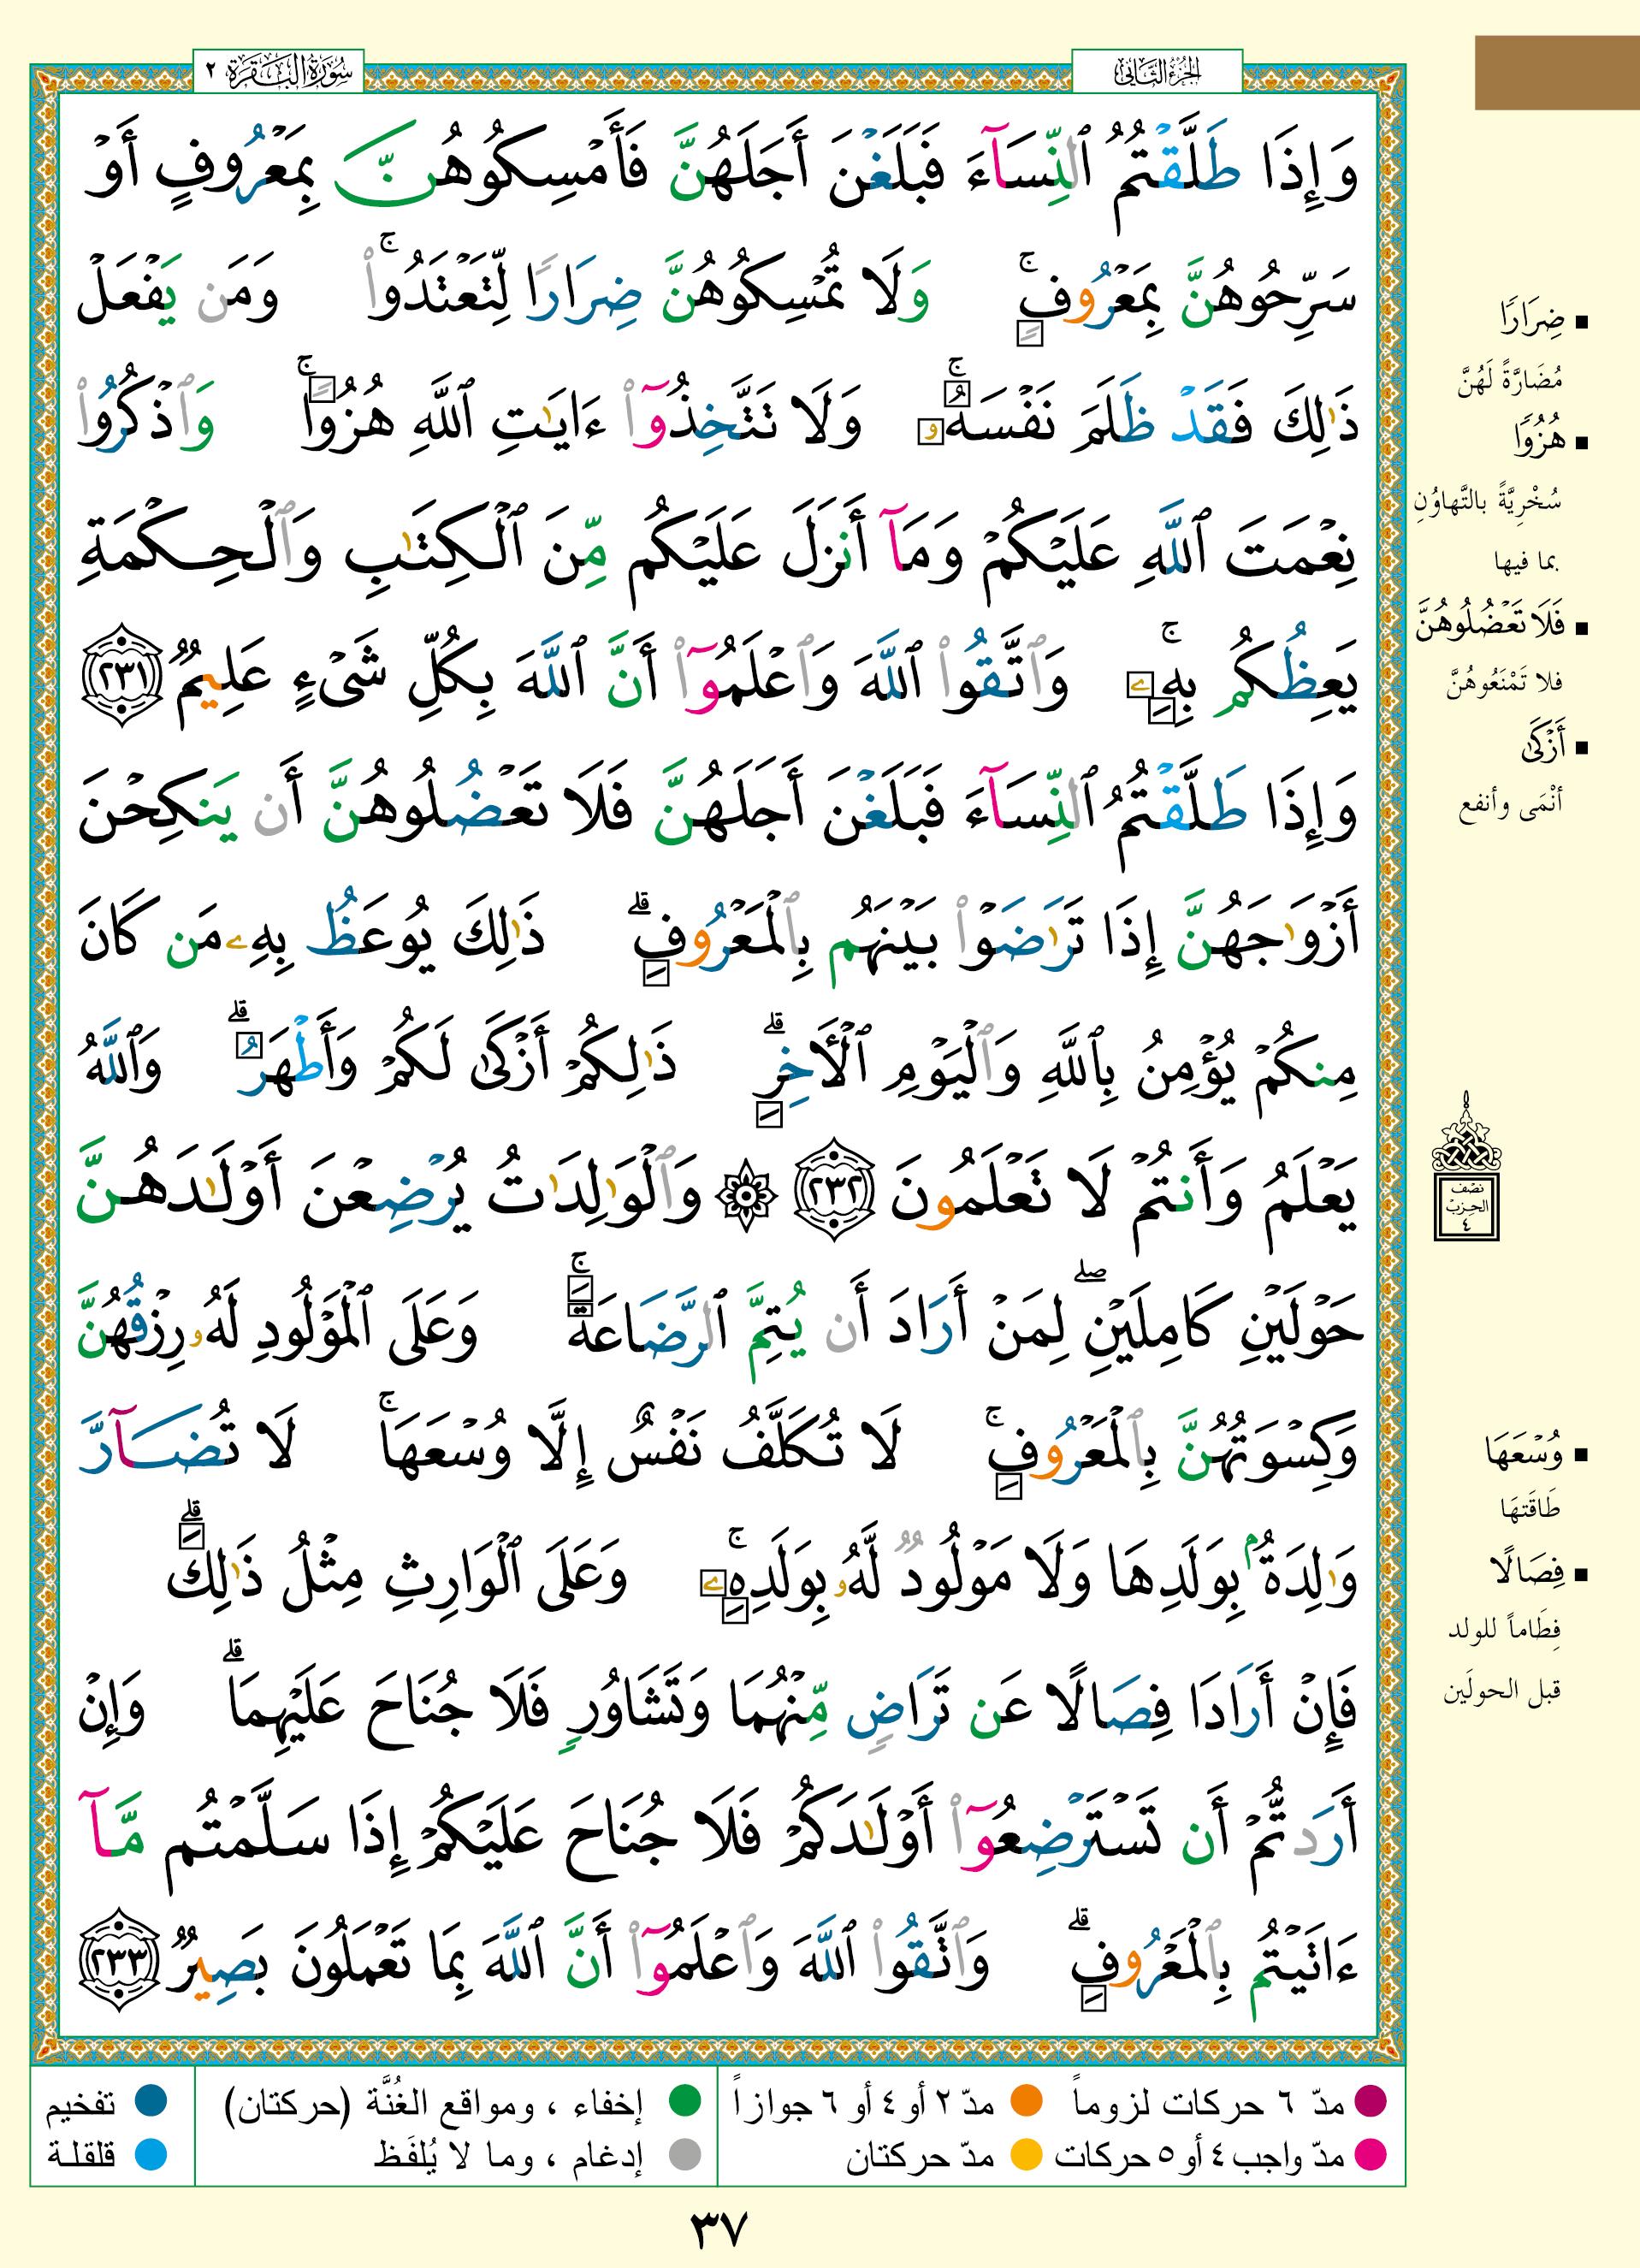 الجزء الثاني
سورة البقرة ٢
وَإِذَا طَلَّقْتُمُ ٱلنِّسَآءَ فَبَلَغْنَ أَجَلَهُنَّ فَأَمْسِكُوهُنَّ بِمَعْرُوفٍ أَوْ
سَرِّحُوهُنَّ بِمَعْرُوفٍ ۚ وَلَا تُمْسِكُوهُنَّ ضِرَارًا لِّتَعْتَدُوا۟ ۚ وَمَن يَفْعَلْ
ذَٰلِكَ فَقَدْ ظَلَمَ نَفْسَهُۥ ۚ وَلَا تَتَّخِذُوٓا۟ ءَايَٰتِ ٱللَّهِ هُزُوًا ۚ وَٱذْكُرُوا۟
نِعْمَتَ ٱللَّهِ عَلَيْكُمْ وَمَآ أَنزَلَ عَلَيْكُم مِّنَ ٱلْكِتَٰبِ وَٱلْحِكْمَةِ
يَعِظُكُم بِهِۦ ۚ وَٱتَّقُوا۟ ٱللَّهَ وَٱعْلَمُوٓا۟ أَنَّ ٱللَّهَ بِكُلِّ شَىْءٍ عَلِيمٌ ٢٣١
وَإِذَا طَلَّقْتُمُ ٱلنِّسَآءَ فَبَلَغْنَ أَجَلَهُنَّ فَلَا تَعْضُلُوهُنَّ أَن يَنكِحْنَ
أَزْوَٰجَهُنَّ إِذَا تَرَٰضَوْا۟ بَيْنَهُم بِٱلْمَعْرُوفِ ۗ ذَٰلِكَ يُوعَظُ بِهِۦ مَن كَانَ
مِنكُمْ يُؤْمِنُ بِٱللَّهِ وَٱلْيَوْمِ ٱلْآخِرِ ۗ ذَٰلِكُمْ أَزْكَىٰ لَكُمْ وَأَطْهَرُ ۗ وَٱللَّهُ
يَعْلَمُ وَأَنتُمْ لَا تَعْلَمُونَ ٢٣٢ ۞ وَٱلْوَٰلِدَٰتُ يُرْضِعْنَ أَوْلَٰدَهُنَّ
حَوْلَيْنِ كَامِلَيْنِ ۖ لِمَنْ أَرَادَ أَن يُتِمَّ ٱلرَّضَاعَةَ ۚ وَعَلَى ٱلْمَوْلُودِ لَهُۥ رِزْقُهُنَّ
وَكِسْوَتُهُنَّ بِٱلْمَعْرُوفِ ۚ لَا تُكَلَّفُ نَفْسٌ إِلَّا وُسْعَهَا ۚ لَا تُضَآرَّ
وَٰلِدَةٌۢ بِوَلَدِهَا وَلَا مَوْلُودٌ لَّهُۥ بِوَلَدِهِۦ ۚ وَعَلَى ٱلْوَارِثِ مِثْلُ ذَٰلِكَ ۗ
فَإِنْ أَرَادَا فِصَالًا عَن تَرَاضٍ مِّنْهُمَا وَتَشَاوُرٍ فَلَا جُنَاحَ عَلَيْهِمَا ۗ وَإِنْ
أَرَدتُّمْ أَن تَسْتَرْضِعُوٓا۟ أَوْلَٰدَكُمْ فَلَا جُنَاحَ عَلَيْكُمْ إِذَا سَلَّمْتُم مَّآ
ءَاتَيْتُم بِٱلْمَعْرُوفِ ۗ وَٱتَّقُوا۟ ٱللَّهَ وَٱعْلَمُوٓا۟ أَنَّ ٱللَّهَ بِمَا تَعْمَلُونَ بَصِيرٌ ٢٣٣
ضِرَارًا
مُضَارَّةً لَهُنَّ
هُزُوًا
سُخْرِيَّةً بالتَّهاوُنِ
بما فيها
فَلَا تَعْضُلُوهُنَّ
فلا تَمْنَعُوهُنَّ
أَزْكَىٰ
أنْمَى وأنفع
نصف
الحزب
٤
وُسْعَهَا
طَاقَتهَا
فِصَالًا
فِطَاماً للولد
قبل الحولَين
مدّ ٦ حركات لزوماً مدّ ٢ أو ٤ أو ٦ جوازاً إخفاء ، ومواقع الغُنَّة (حركتان) تفخيم
مدّ واجب ٤ أو ٥ حركات مدّ حركتان إدغام ، وما لا يُلفَظ قلقلة
٣٧